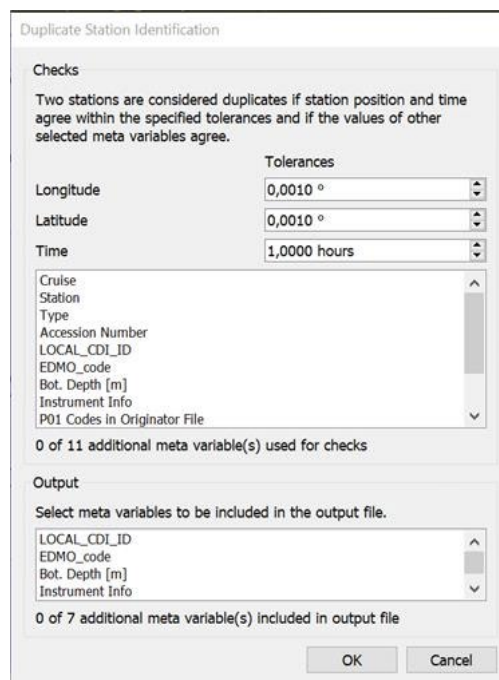 Duplicate Station Identification
Checks
Two stations are considered duplicates if station position and time
agree within the specified tolerances and if the values of other
selected meta variables agree.
Tolerances
Longitude 0,0010 º
Latitude 0,0010 º
Time 1,0000 hours
Cruise
Station
Type
Accession Number
LOCAL_CDI_ID
EDMO_code
Bot. Depth [m]
Instrument Info
P01 Codes in Originator File
0 of 11 additional meta variable(s) used for checks
Output
Select meta variables to be included in the output file.
LOCAL_CDI_ID
EDMO_code
Bot. Depth [m]
Instrument Info
0 of 7 additional meta variable(s) included in output file
OK Cancel